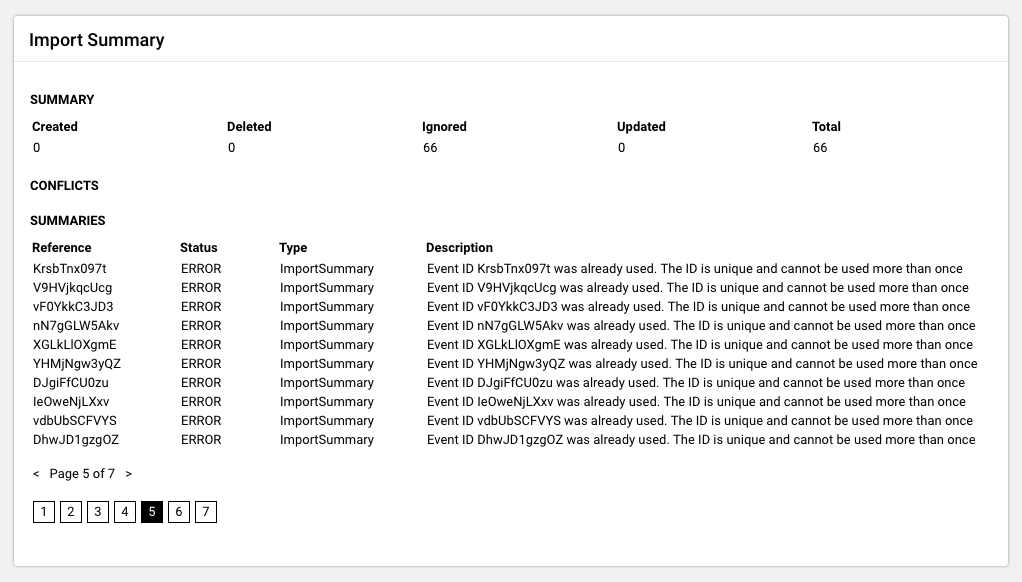 Import Summary
SUMMARY
Created Deleted Ignored Updated Total
0 0 66 0 66
CONFLICTS
SUMMARIES
Reference Status Type Description
KrsbTnx097t ERROR ImportSummary Event ID KrsbTnx097t was already used. The ID is unique and cannot be used more than once
V9HVjkqcUcg ERROR ImportSummary Event ID V9HVjkqcUcg was already used. The ID is unique and cannot be used more than once
vF0YkkC3JD3 ERROR ImportSummary Event ID vF0YkkC3JD3 was already used. The ID is unique and cannot be used more than once
nN7gGLW5Akv ERROR ImportSummary Event ID nN7gGLW5Akv was already used. The ID is unique and cannot be used more than once
XGLkLlOXgmE ERROR ImportSummary Event ID XGLkLlOXgmE was already used. The ID is unique and cannot be used more than once
YHMjNgw3yQZ ERROR ImportSummary Event ID YHMjNgw3yQZ was already used. The ID is unique and cannot be used more than once
DJgiFfCU0zu ERROR ImportSummary Event ID DJgiFfCU0zu was already used. The ID is unique and cannot be used more than once
IeOweNjLXxv ERROR ImportSummary Event ID IeOweNjLXxv was already used. The ID is unique and cannot be used more than once
vdbUbSCFVYS ERROR ImportSummary Event ID vdbUbSCFVYS was already used. The ID is unique and cannot be used more than once
DhwJD1gzgOZ ERROR ImportSummary Event ID DhwJD1gzgOZ was already used. The ID is unique and cannot be used more than once
< Page 5 of 7 >
1 2 3 4 5 6 7